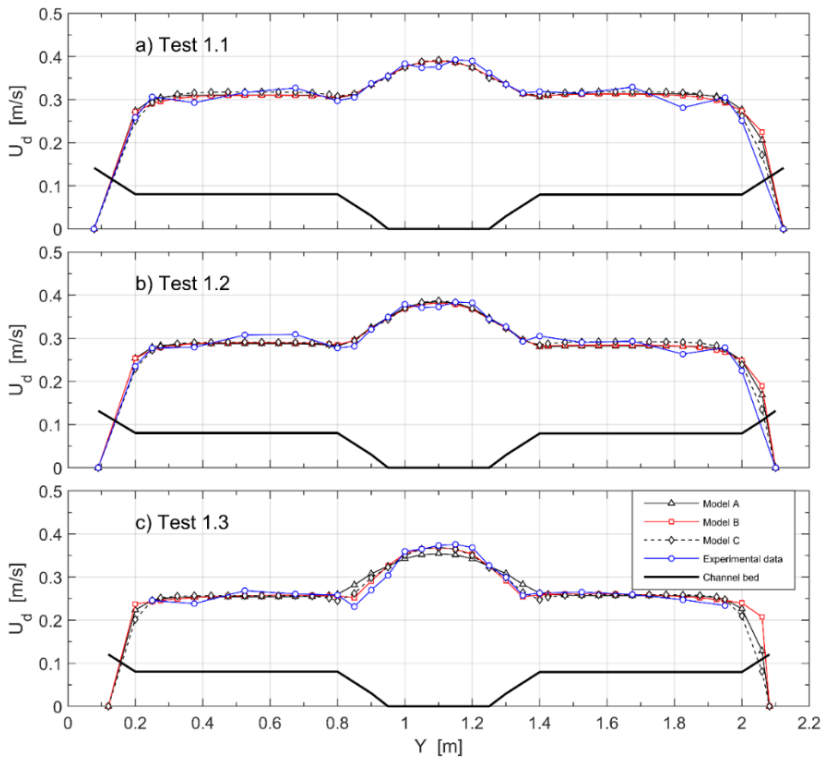 a) Test 1.1
0.5
0.4
0.3
0.2
0.1
0
U_d [m/s]
b) Test 1.2
0.5
0.4
0.3
0.2
0.1
0
U_d [m/s]
c) Test 1.3
0.5
0.4
0.3
0.2
0.1
0
U_d [m/s]
Model A
Model B
Model C
Experimental data
Channel bed
0 0.2 0.4 0.6 0.8 1 1.2 1.4 1.6 1.8 2 2.2
Y [m]